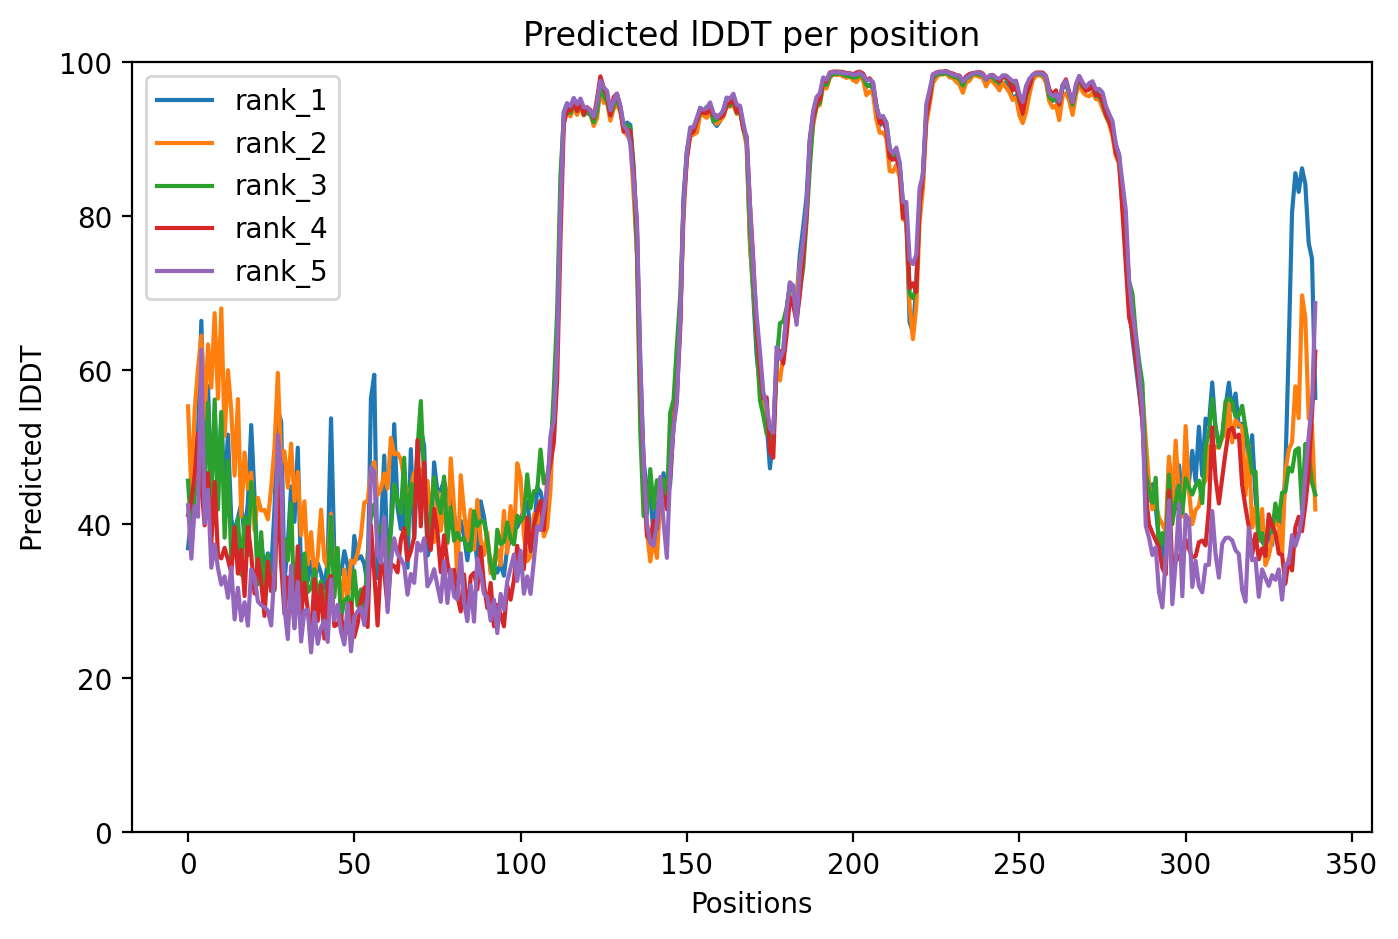 Predicted lDDT per position
100
80
60
40
20
0
Predicted lDDT
rank_1
rank_2
rank_3
rank_4
rank_5
0 50 100 150 200 250 300 350
Positions